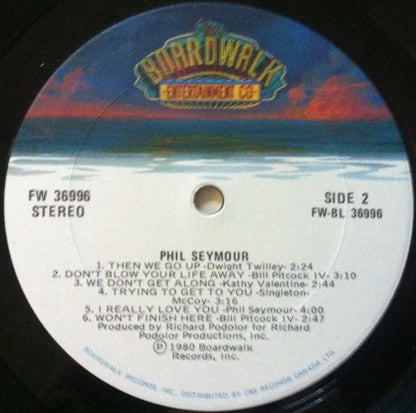 BOARDWALK
ENTERTAINMENT CO
FW 36996
STEREO
SIDE 2
FW-BL 36996
PHIL SEYMOUR
1. THEN WE GO UP -Dwight Twilley- 2:24
2. DON'T BLOW YOUR LIFE AWAY -Bill Pitcock IV- 3:10
3. WE DON'T GET ALONG -Kathy Valentine- 2:44
4. TRYING TO GET TO YOU -Singleton-
McCoy- 3:16
5. I REALLY LOVE YOU -Phil Seymour- 4:00
6. WON'T FINISH HERE -Bill Pitcock IV- 2:47
Produced by Richard Podolor for Richard
Podolor Productions, Inc.
Ⓟ 1980 Boardwalk
Records, Inc.
BOARDWALK RECORDS, INC. DISTRIBUTED BY CBS RECORDS CANADA LTD.